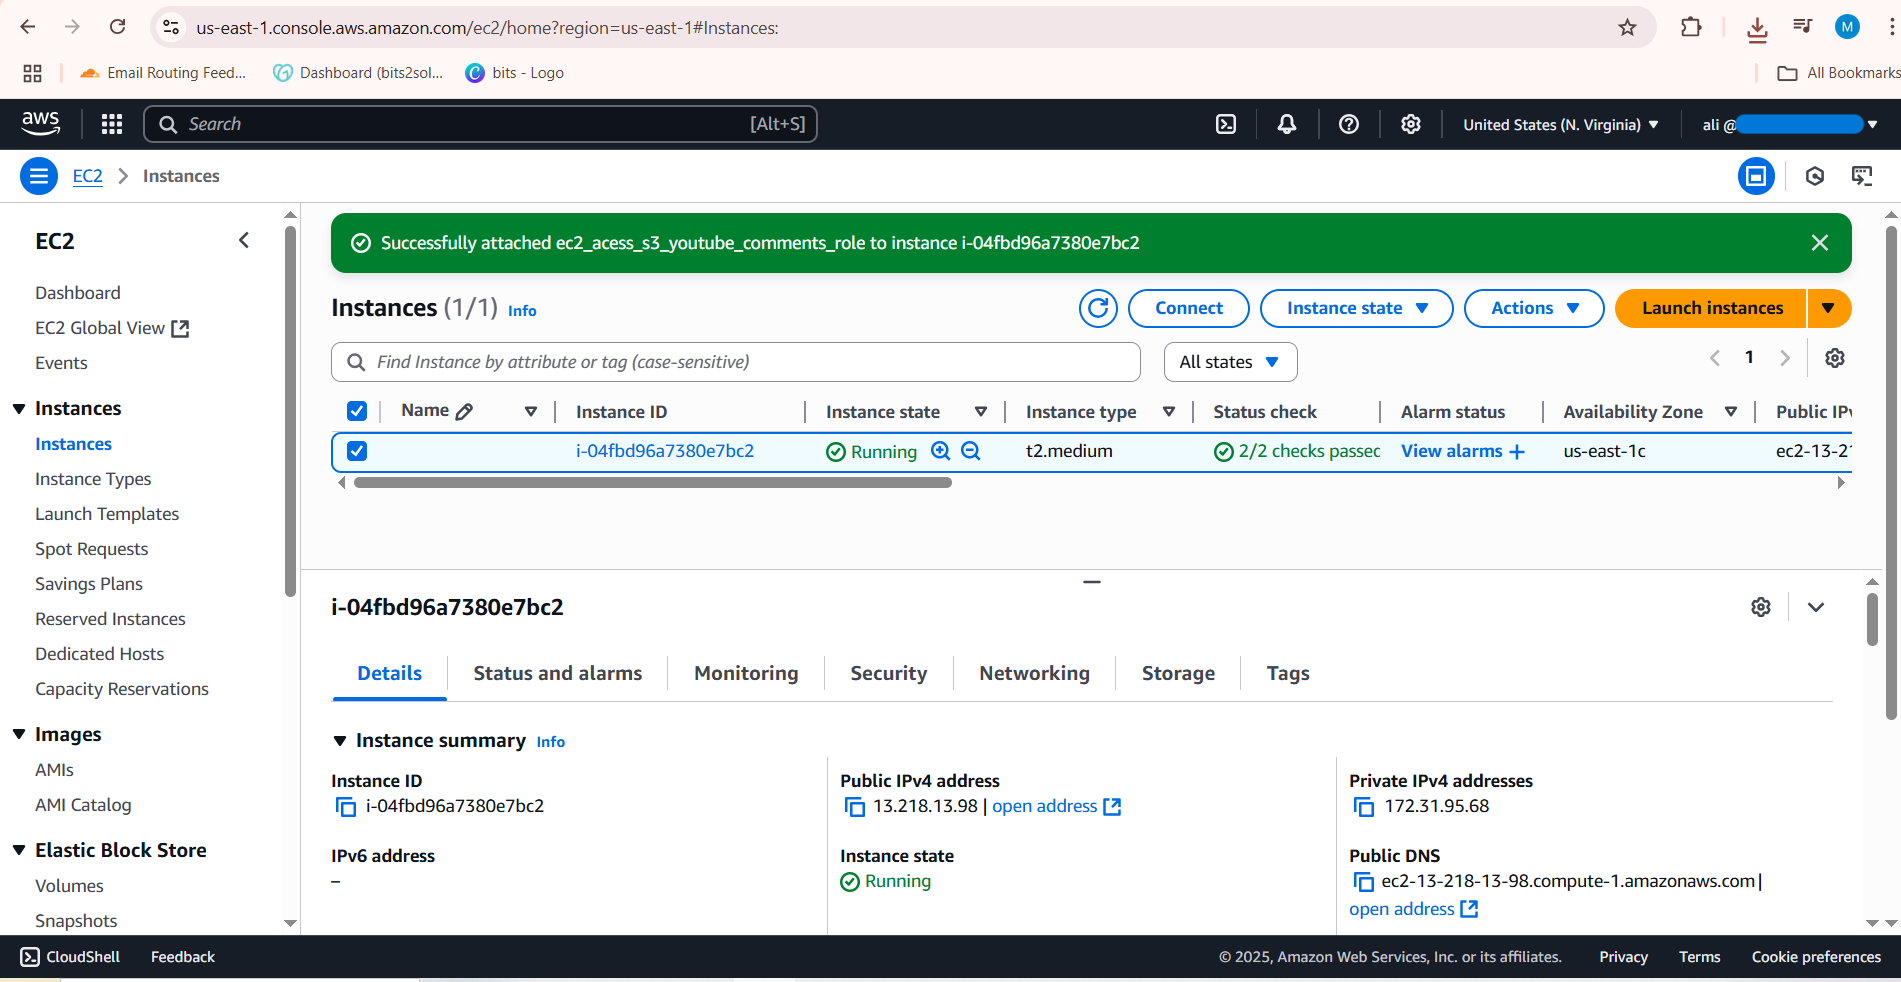 us-east-1.console.aws.amazon.com/ec2/home?region=us-east-1#Instances:
M
Email Routing Feed...
Dashboard (bits2sol...
bits - Logo
All Bookmarks
aws
Search
[Alt+S]
United States (N. Virginia)
ali @
EC2
Instances
EC2
Dashboard
EC2 Global View
Events
Instances
Instances
Instance Types
Launch Templates
Spot Requests
Savings Plans
Reserved Instances
Dedicated Hosts
Capacity Reservations
Images
AMIs
AMI Catalog
Elastic Block Store
Volumes
Snapshots
Successfully attached ec2_acess_s3_youtube_comments_role to instance i-04fbd96a7380e7bc2
Instances (1/1) Info
Connect
Instance state
Actions
Launch instances
Find Instance by attribute or tag (case-sensitive)
All states
1
Name
Instance ID
Instance state
Instance type
Status check
Alarm status
Availability Zone
Public IPv
i-04fbd96a7380e7bc2
Running
t2.medium
2/2 checks passec
View alarms +
us-east-1c
ec2-13-21
i-04fbd96a7380e7bc2
Details
Status and alarms
Monitoring
Security
Networking
Storage
Tags
Instance summary Info
Instance ID
i-04fbd96a7380e7bc2
Public IPv4 address
13.218.13.98 | open address
Private IPv4 addresses
172.31.95.68
IPv6 address
–
Instance state
Running
Public DNS
ec2-13-218-13-98.compute-1.amazonaws.com |
open address
CloudShell
Feedback
© 2025, Amazon Web Services, Inc. or its affiliates.
Privacy
Terms
Cookie preferences